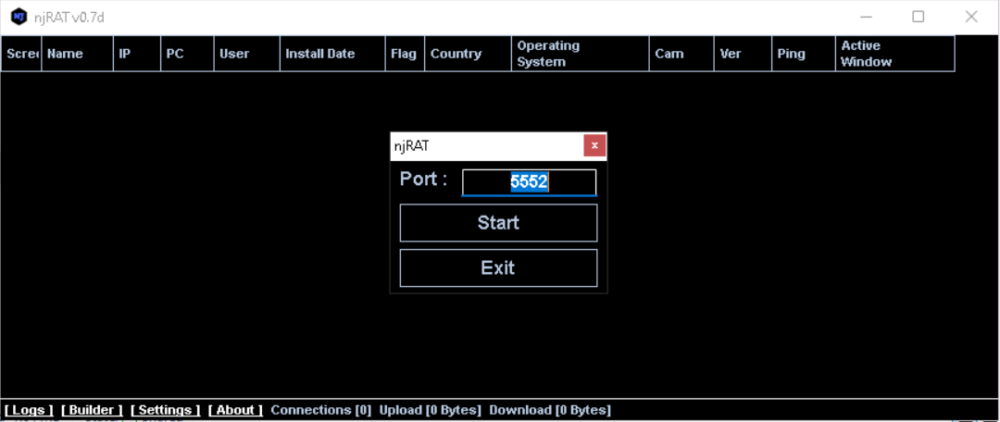 njRAT v0.7d
Scree Name IP PC User Install Date Flag Country Operating System Cam Ver Ping Active Window
njRAT x
Port : 5552
Start
Exit
[ Logs ] [ Builder ] [ Settings ] [ About ] Connections [0] Upload [0 Bytes] Download [0 Bytes]